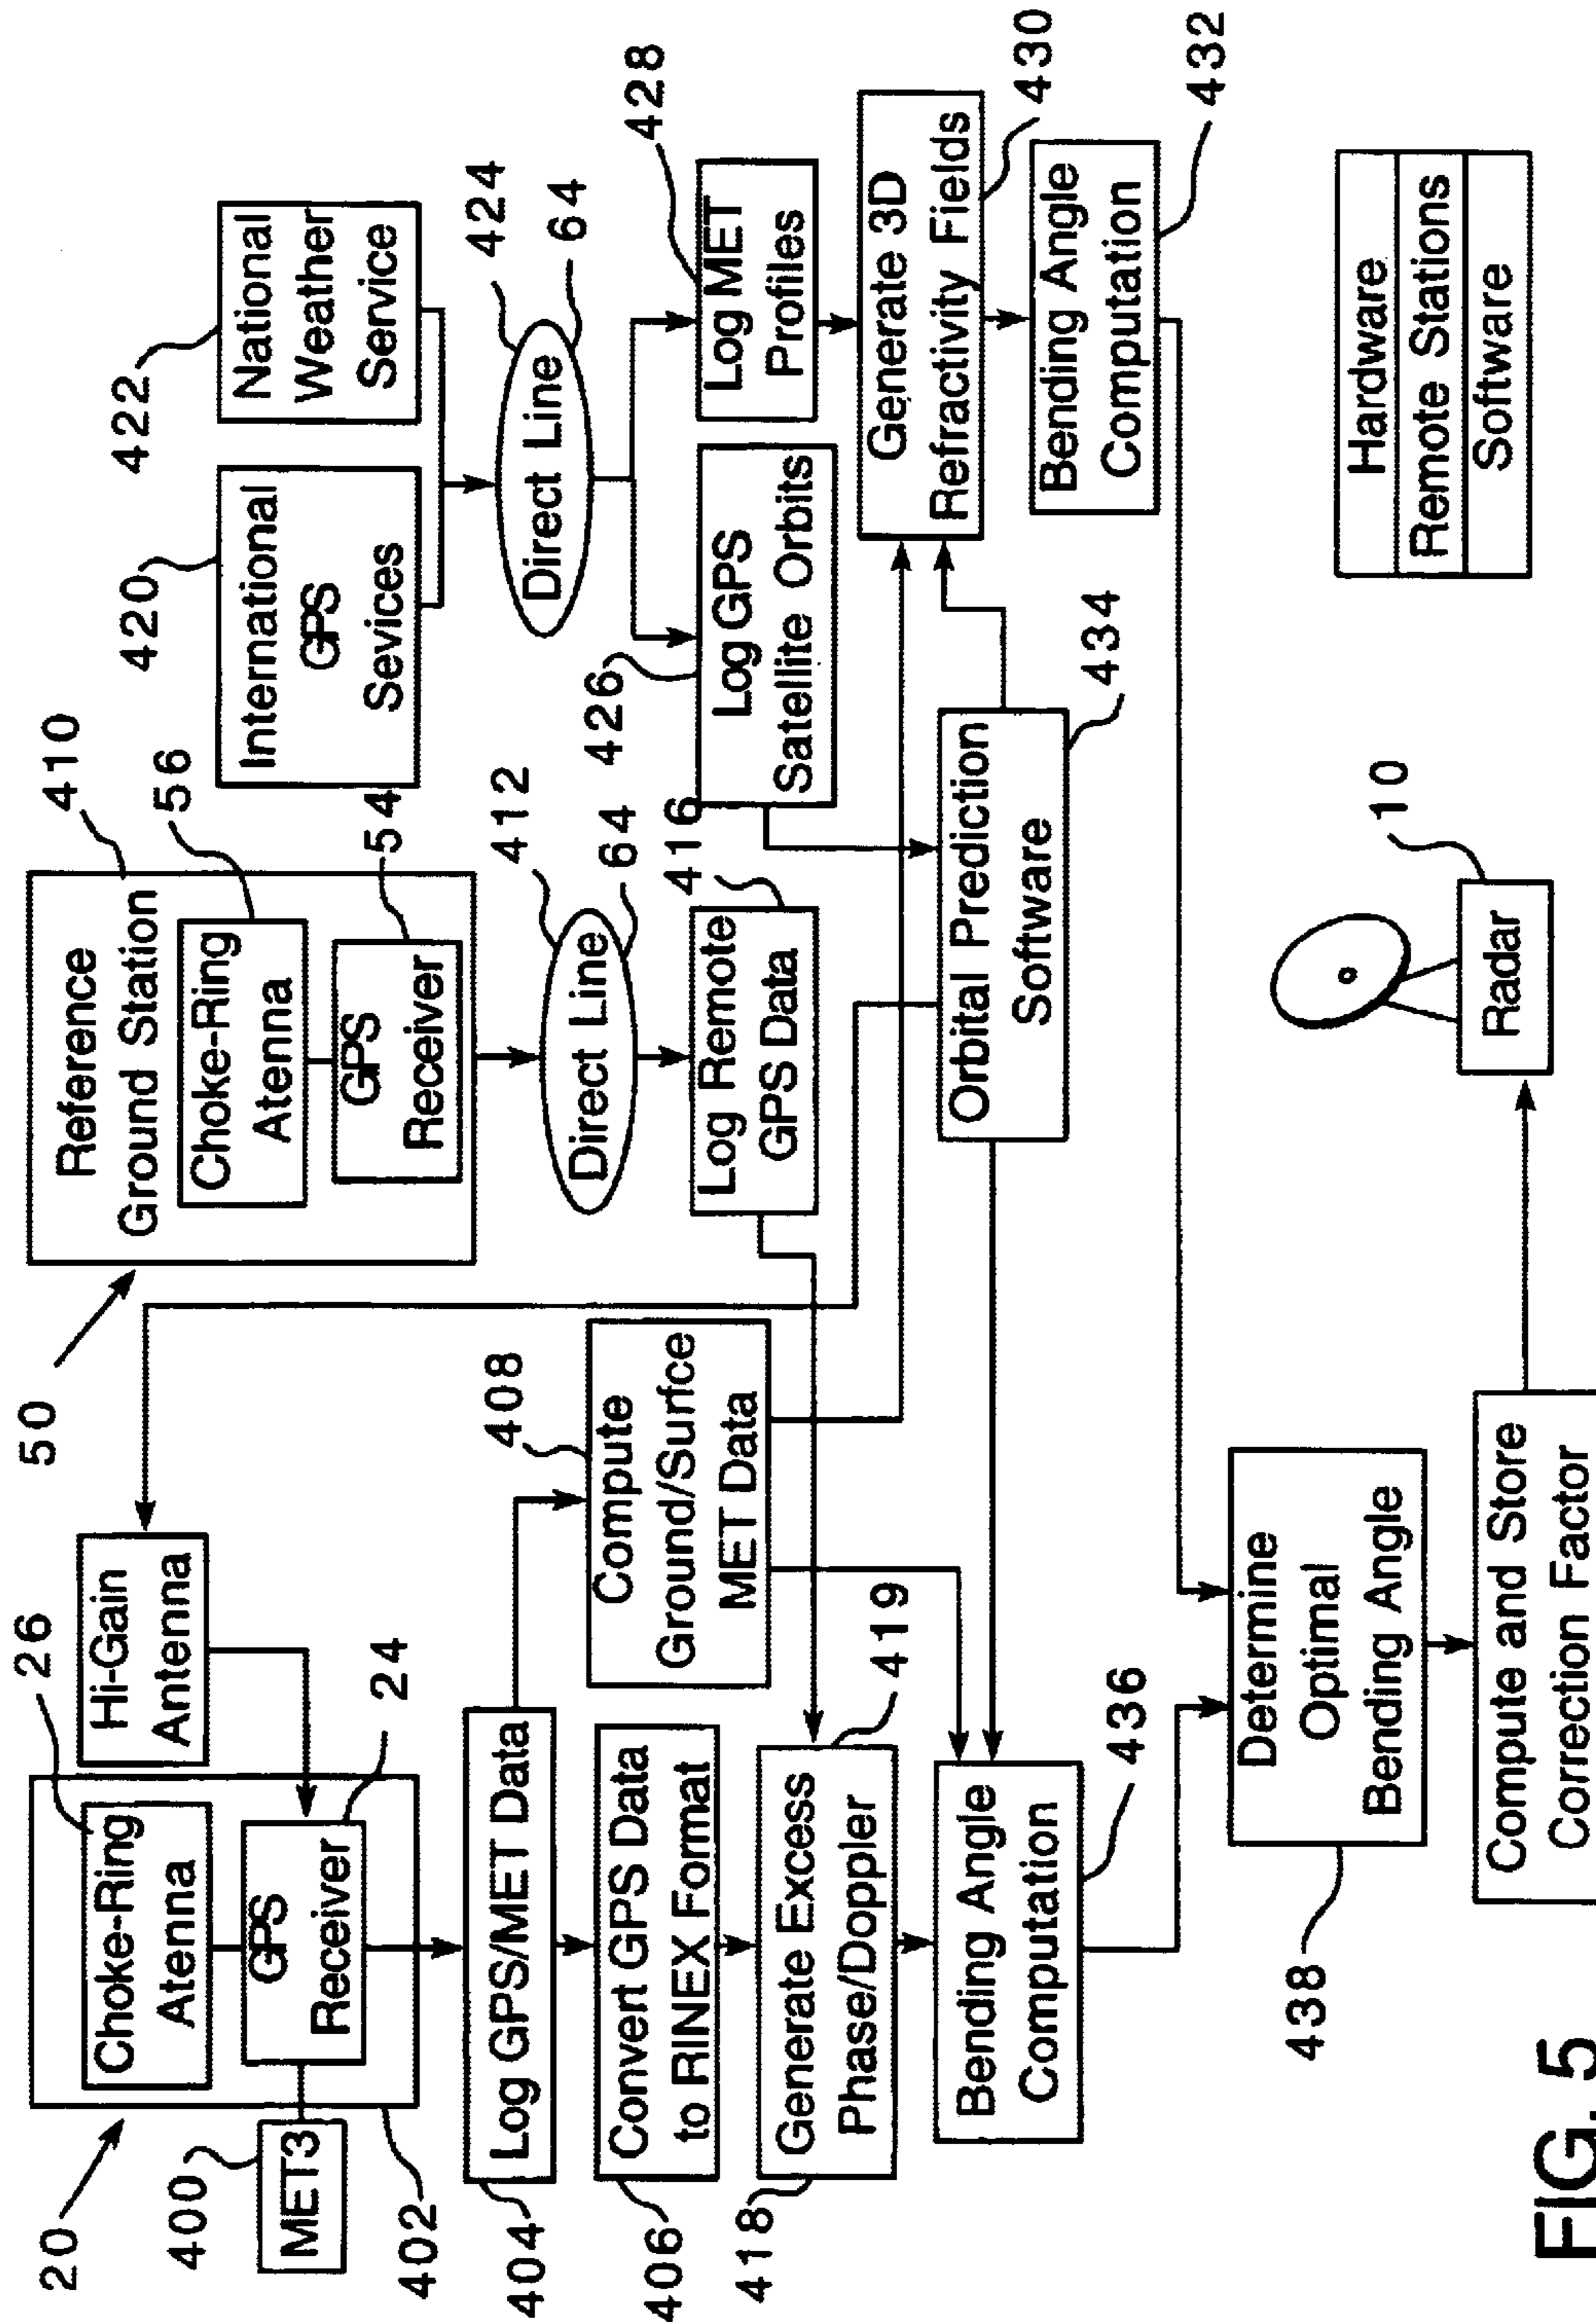 20
50
26
Choke-Ring
Atenna
GPS
Receiver
24
400
MET3
402
Hi-Gain
Antenna
410
Reference
Ground Station
Choke-Ring
Atenna
56
GPS
Receiver
54
420
International
GPS
Sevices
422
National
Weather
Service
412
Direct Line
64
424
Direct Line
64
404
Log GPS/MET Data
408
Compute
Ground/Surfce
MET Data
416
Log Remote
GPS Data
426
Log GPS
Satellite Orbits
428
Log MET
Profiles
406
Convert GPS Data
to RINEX Format
418
Generate Excess
Phase/Doppler
419
Generate 3D
Refractivity Fields
430
Orbital Prediction
Software
434
Bending Angle
Computation
436
Bending Angle
Computation
432
Determine
Optimal
Bending Angle
438
Compute and Store
Correction Factor
Radar
10
Hardware
Remote Stations
Software
FIG. 5